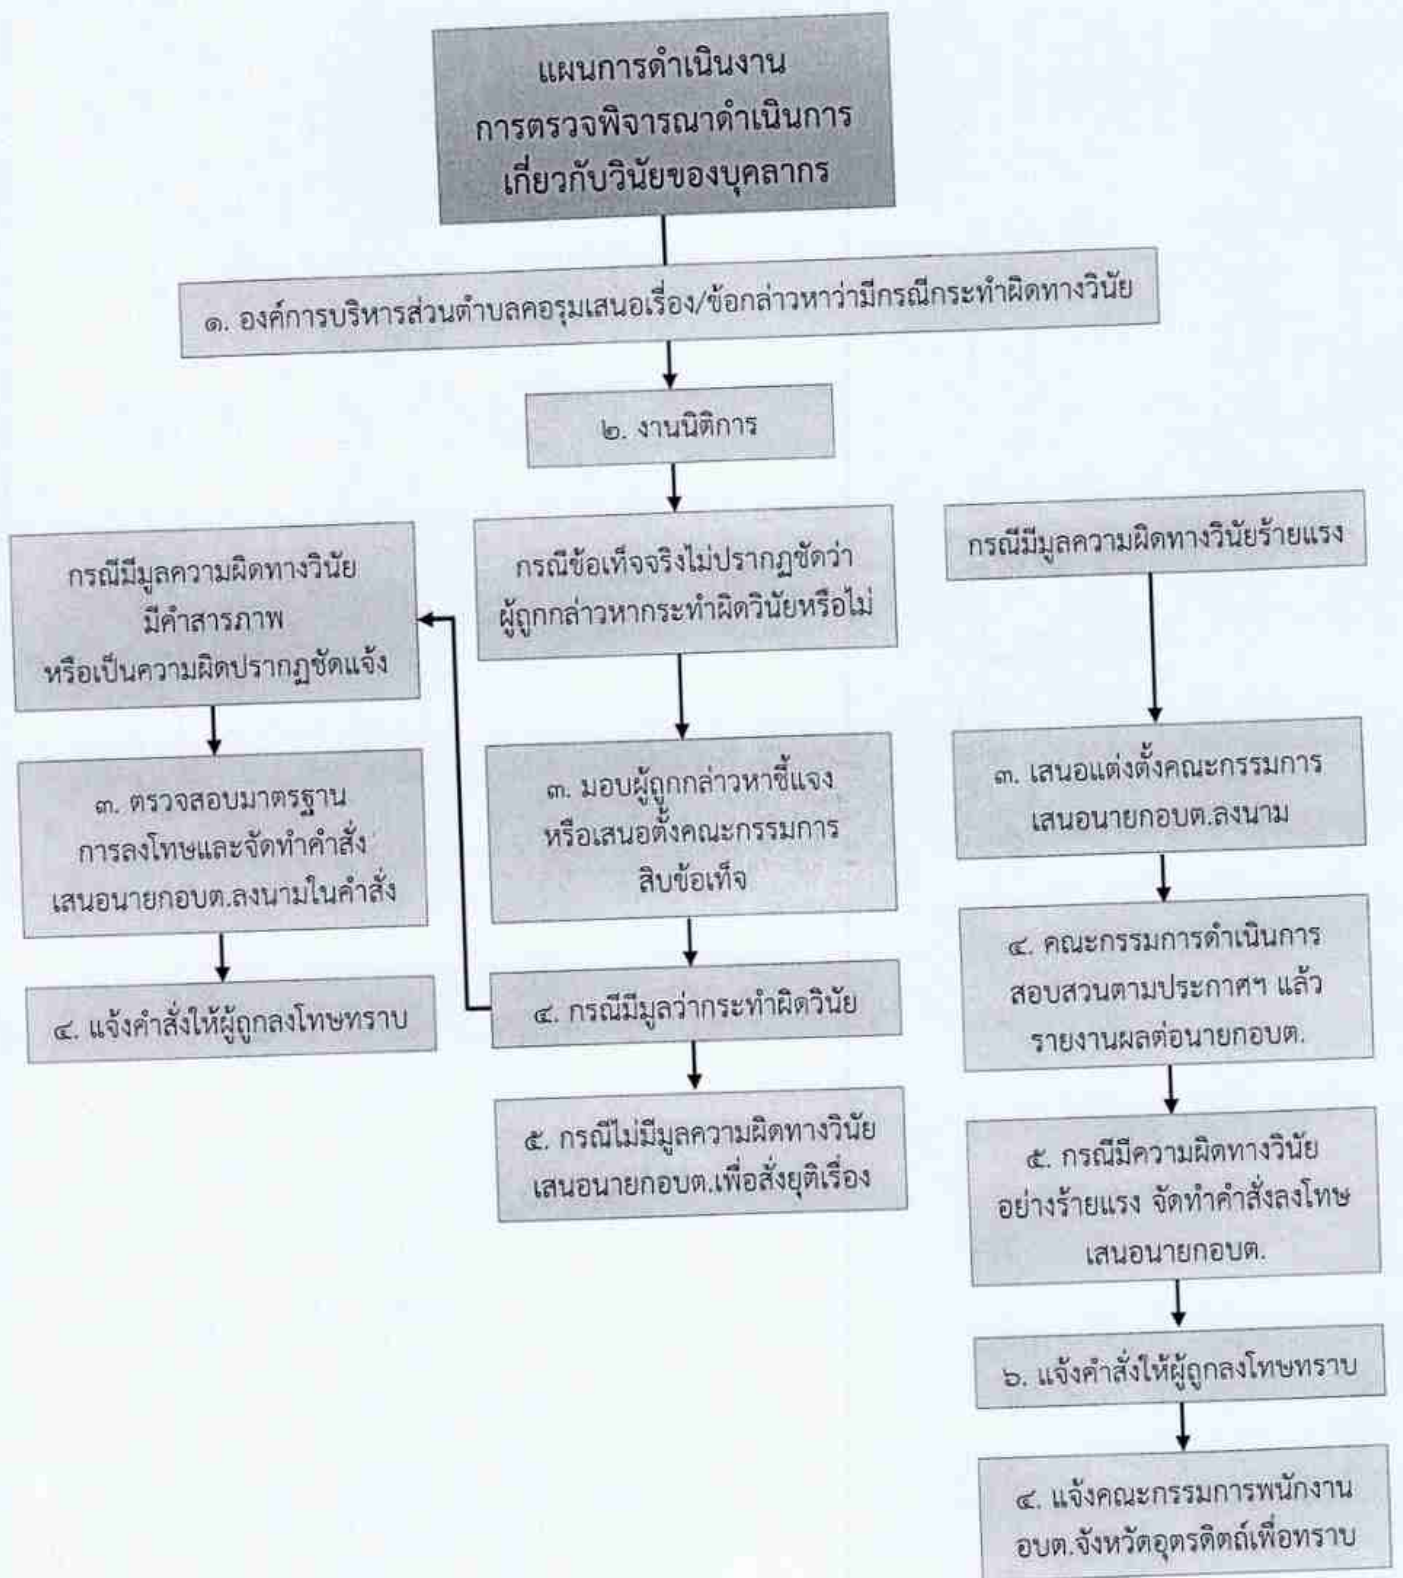 แผนการดำเนินงาน
การตรวจพิจารณาดำเนินการ
เกี่ยวกับวินัยของบุคลากร
๑. องค์การบริหารส่วนตำบลคอรุมเสนอเรื่อง/ข้อกล่าวหาว่ามีกรณีกระทำผิดทางวินัย
๒. งานนิติการ
กรณีมีมูลความผิดทางวินัย
มีคำสารภาพ
หรือเป็นความผิดปรากฏชัดแจ้ง
๓. ตรวจสอบมาตรฐาน
การลงโทษและจัดทำคำสั่ง
เสนอนายกอบต.ลงนามในคำสั่ง
๔. แจ้งคำสั่งให้ผู้ถูกลงโทษทราบ
กรณีข้อเท็จจริงไม่ปรากฏชัดว่า
ผู้ถูกกล่าวหากระทำผิดวินัยหรือไม่
๓. มอบผู้ถูกกล่าวหาชี้แจง
หรือเสนอตั้งคณะกรรมการ
สืบข้อเท็จ
๔. กรณีมีมูลว่ากระทำผิดวินัย
๕. กรณีไม่มีมูลความผิดทางวินัย
เสนอนายกอบต.เพื่อสั่งยุติเรื่อง
กรณีมีมูลความผิดทางวินัยร้ายแรง
๓. เสนอแต่งตั้งคณะกรรมการ
เสนอนายกอบต.ลงนาม
๔. คณะกรรมการดำเนินการ
สอบสวนตามประกาศฯ แล้ว
รายงานผลต่อนายกอบต.
๕. กรณีมีความผิดทางวินัย
อย่างร้ายแรง จัดทำคำสั่งลงโทษ
เสนอนายกอบต.
๖. แจ้งคำสั่งให้ผู้ถูกลงโทษทราบ
๔. แจ้งคณะกรรมการพนักงาน
อบต.จังหวัดอุตรดิตถ์เพื่อทราบ